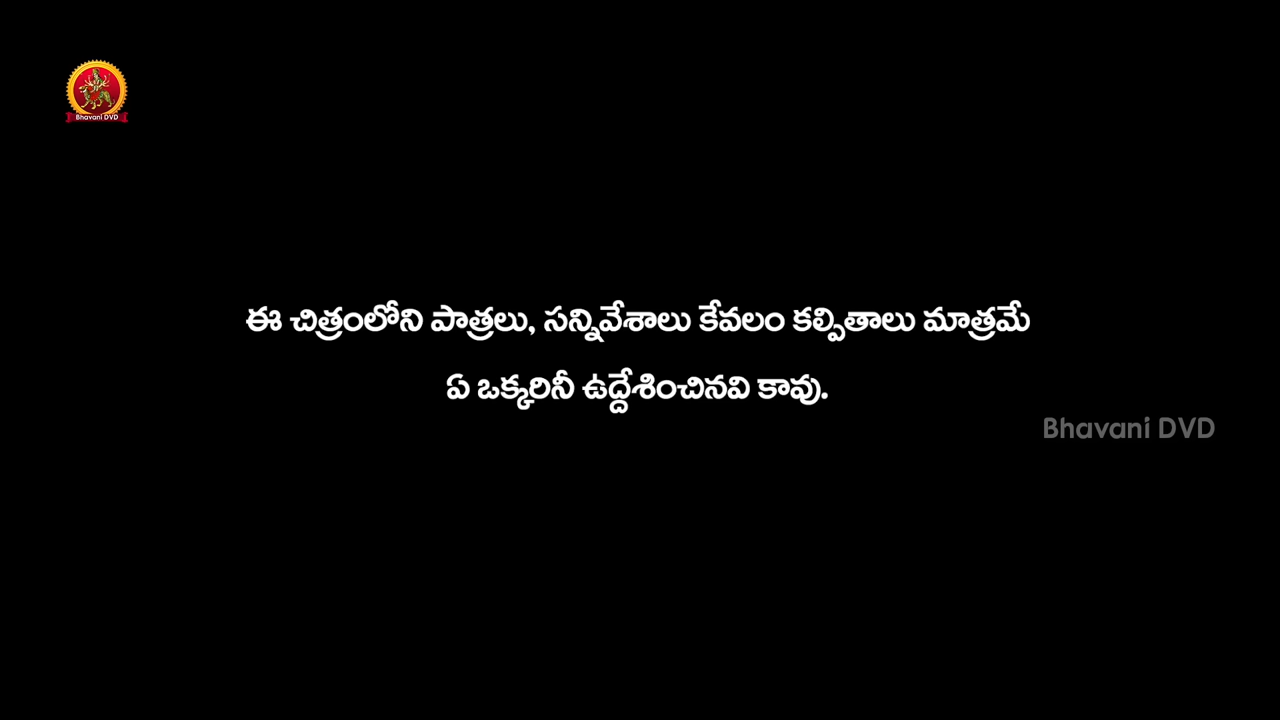 Bhavani DVD
ఈ చిత్రంలోని పాత్రలు, సన్నివేశాలు కేవలం కల్పితాలు మాత్రమే
ఏ ఒక్కరినీ ఉద్దేశించినవి కావు.
Bhavani DVD